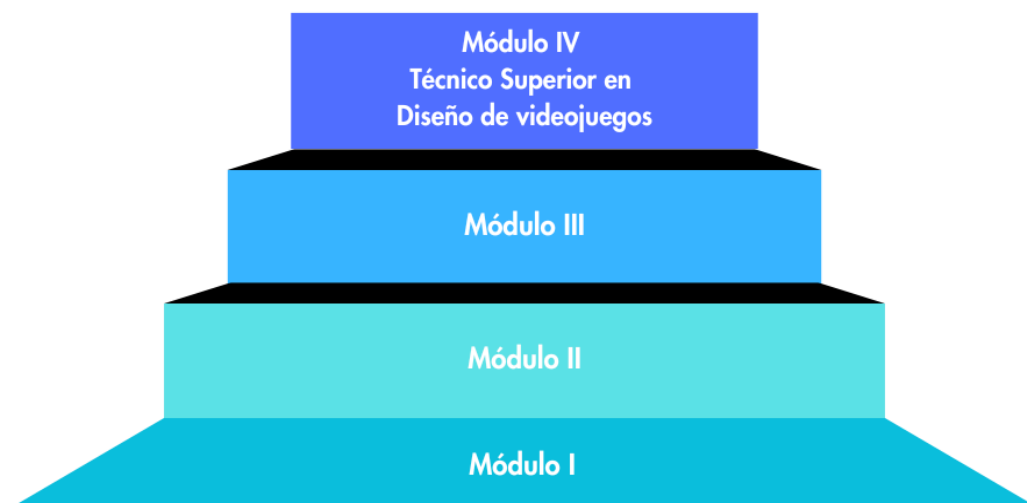 Módulo IV
Técnico Superior en
Diseño de videojuegos
Módulo III
Módulo II
Módulo I